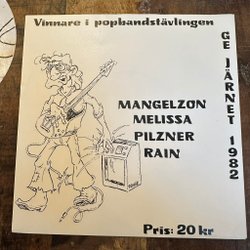 Vinnare i popbandstävlingen
GE JÄRNET 1982
MANGELZON
MELISSA
PILZNER
RAIN
Pris: 20 kr